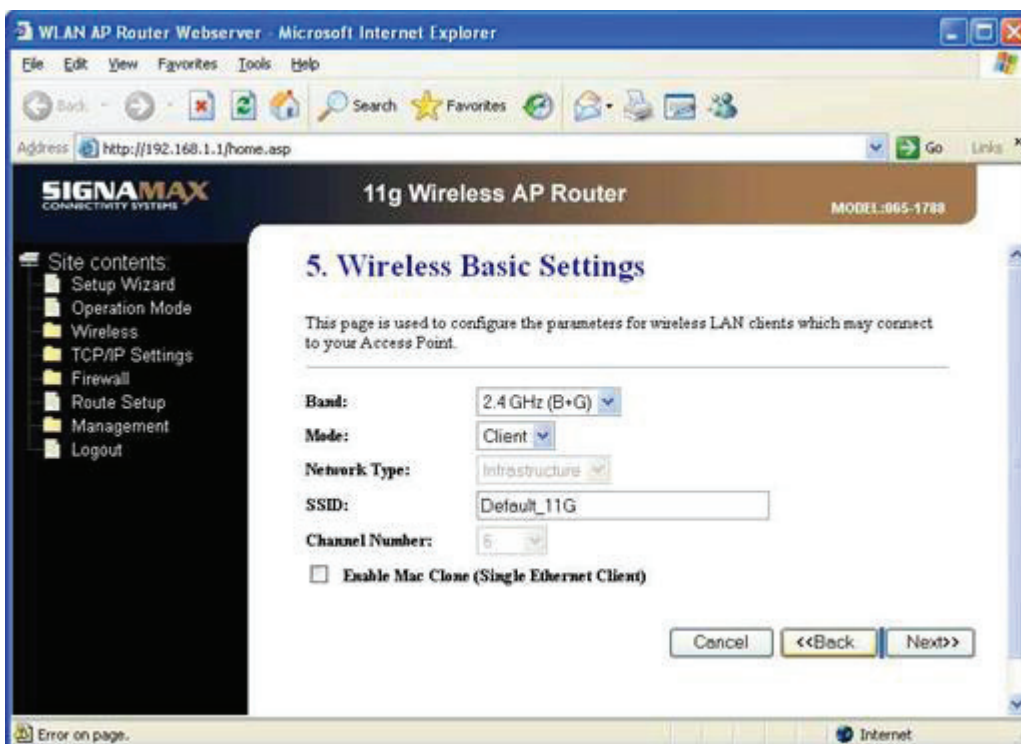 WLAN AP Router Webserver - Microsoft Internet Explorer
File Edit View Favorites Tools Help
Back Search Favorites
Address http://192.168.1.1/home.asp Go Links
SIGNAMAX
CONNECTIVITY SYSTEMS
11g Wireless AP Router
MODEL:065-1788
Site contents:
Setup Wizard
Operation Mode
Wireless
TCP/IP Settings
Firewall
Route Setup
Management
Logout
5. Wireless Basic Settings
This page is used to configure the parameters for wireless LAN clients which may connect
to your Access Point.
Band: 2.4 GHz (B+G)
Mode: Client
Network Type: Infrastructure
SSID: Default_11G
Channel Number: 6
Enable Mac Clone (Single Ethernet Client)
Cancel <<Back Next>>
Error on page. Internet